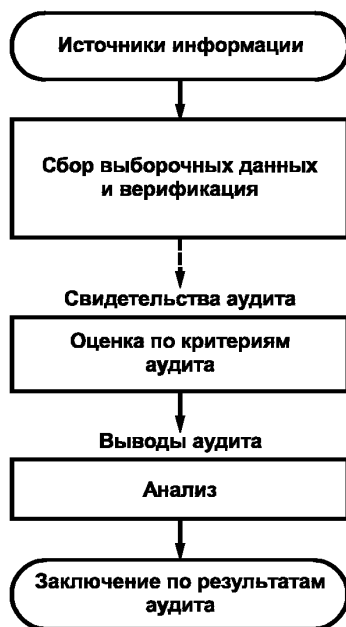 Источники информации
Сбор выборочных данных
и верификация
Свидетельства аудита
Оценка по критериям
аудита
Выводы аудита
Анализ
Заключение по результатам
аудита